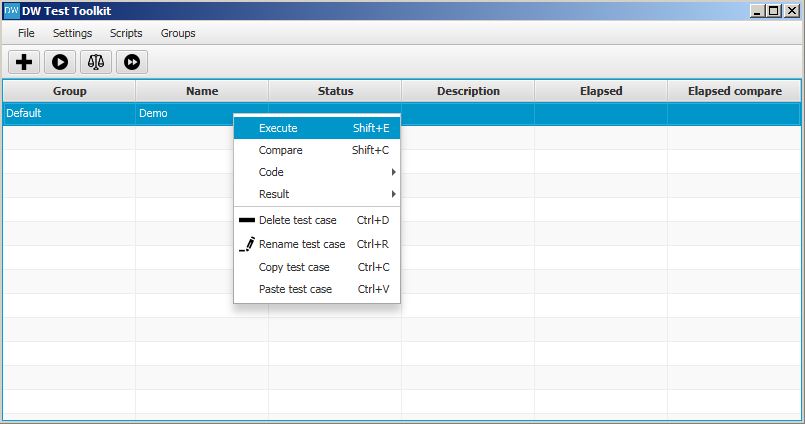 DW DW Test Toolkit
File Settings Scripts Groups
Group Name Status Description Elapsed Elapsed compare
Default Demo
Execute Shift+E
Compare Shift+C
Code
Result
Delete test case Ctrl+D
Rename test case Ctrl+R
Copy test case Ctrl+C
Paste test case Ctrl+V